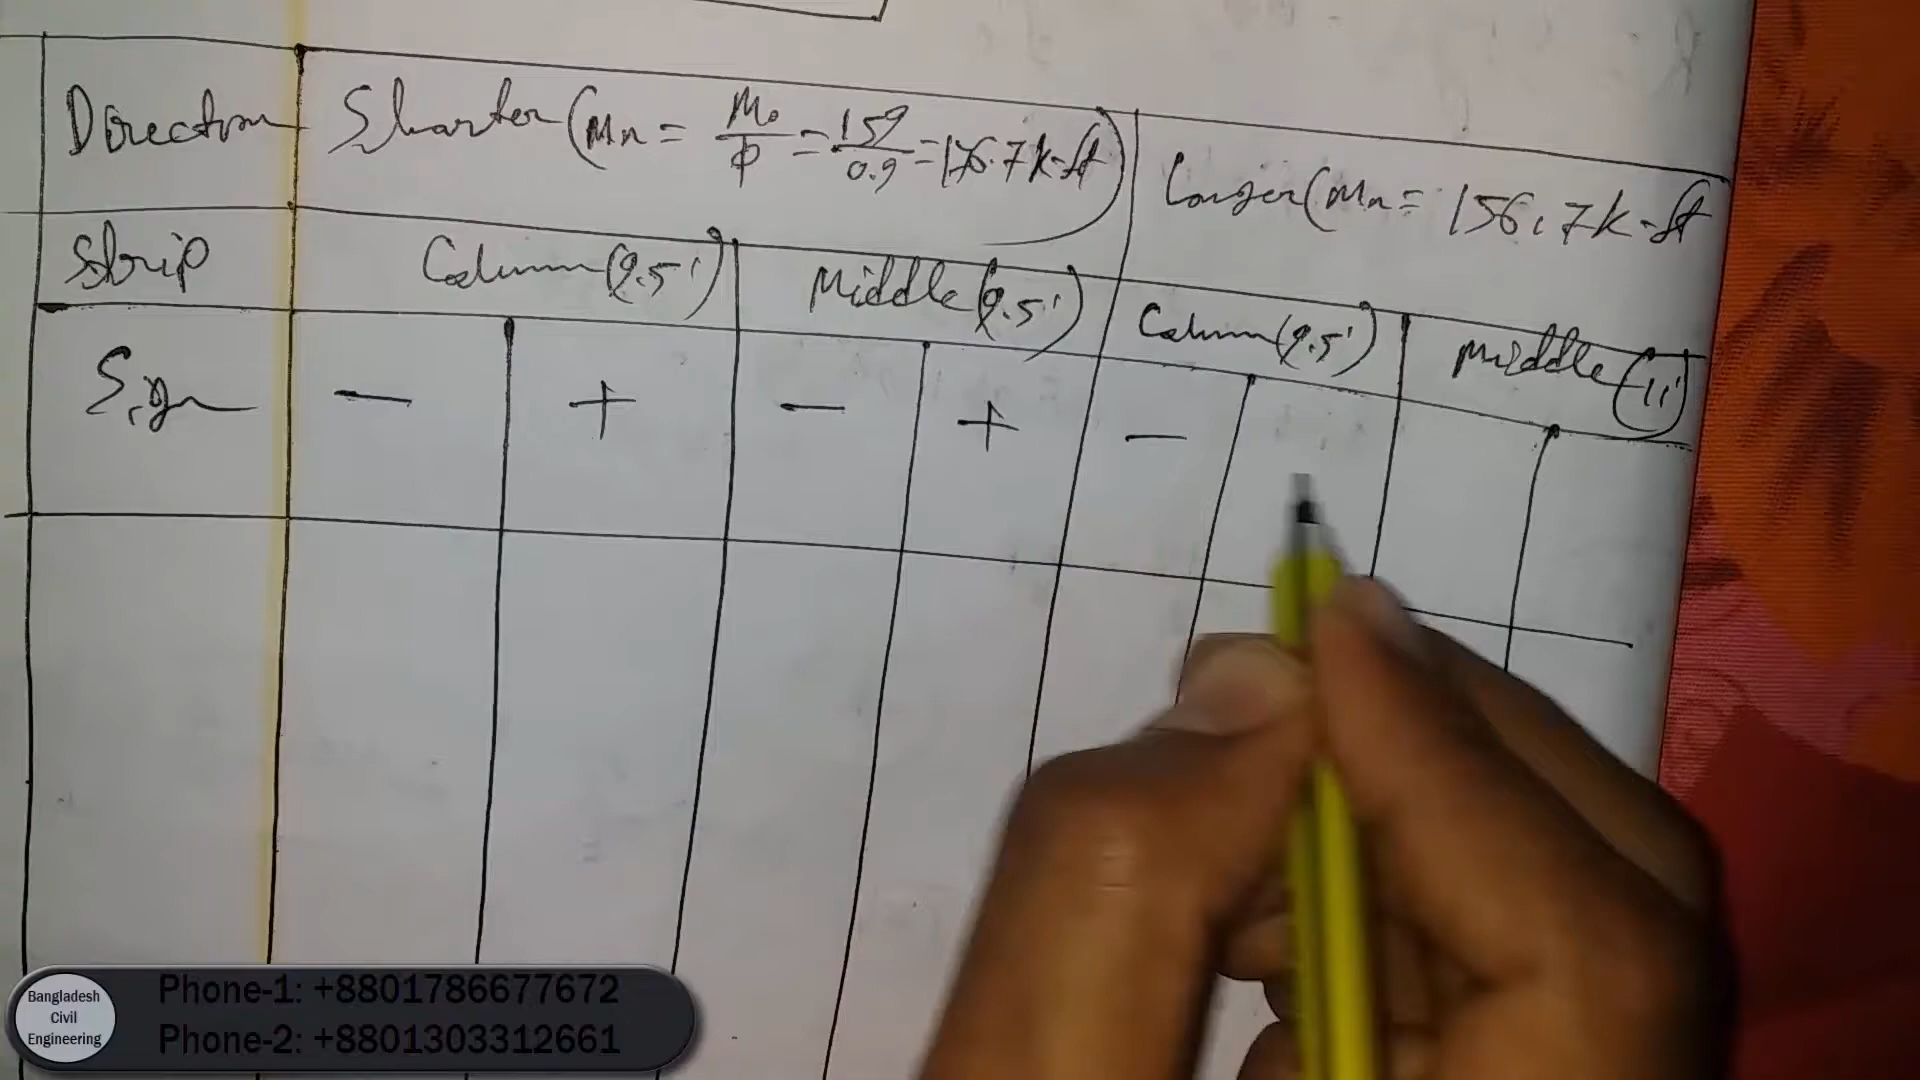 Direction Shorter (Mn = Mo/φ = 159/0.9 = 176.7 k-ft) Longer (Mn = 156.7 k-ft
Strip Column (9.5') Middle (9.5') Column (9.5') Middle (11')
Sign − + − + −
Bangladesh
Civil
Engineering
Phone-1: +8801786677672
Phone-2: +8801303312661